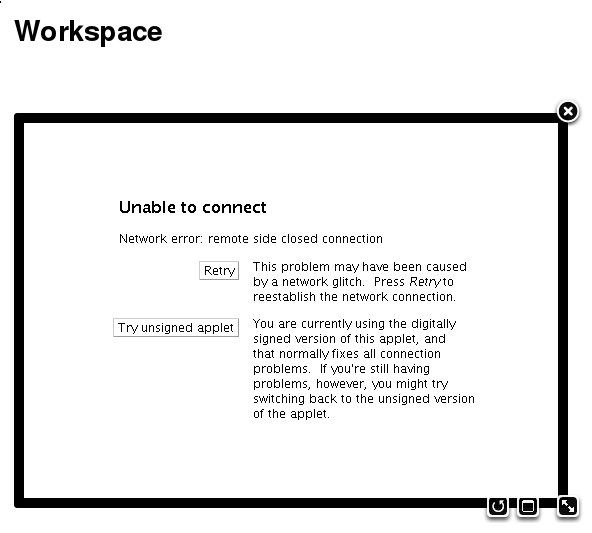 Workspace
Unable to connect
Network error: remote side closed connection
Retry
This problem may have been caused
by a network glitch. Press Retry to
reestablish the network connection.
Try unsigned applet
You are currently using the digitally
signed version of this applet, and
that normally fixes all connection
problems. If you're still having
problems, however, you might try
switching back to the unsigned version
of the applet.